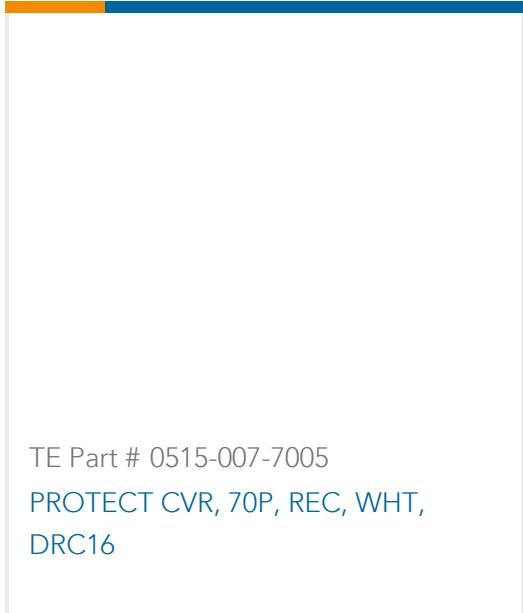 TE Part # 0515-007-7005
PROTECT CVR, 70P, REC, WHT,
DRC16